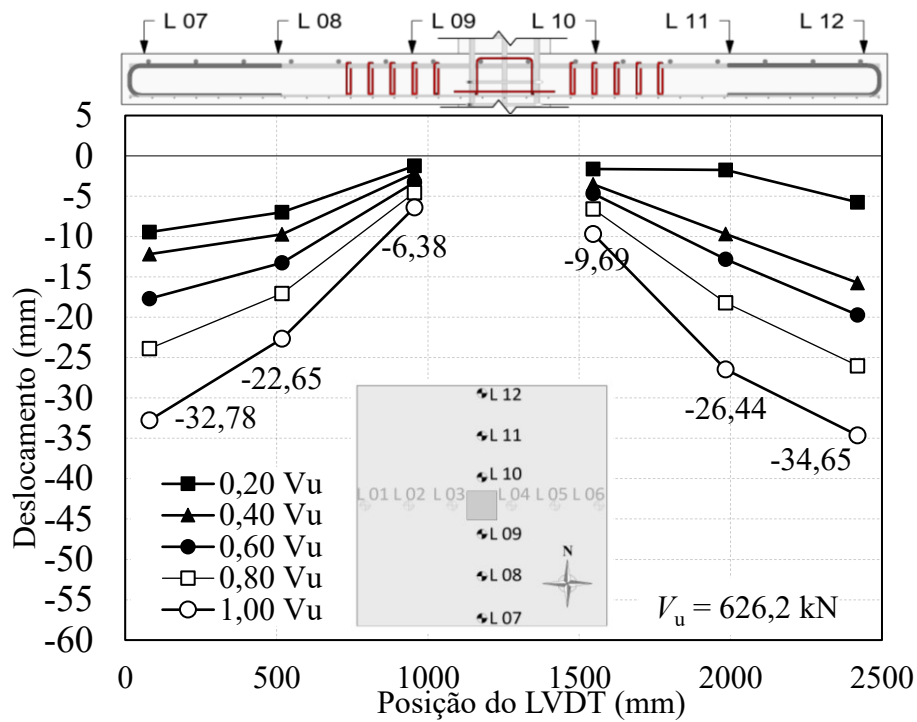 L 07 L 08 L 09 L 10 L 11 L 12
5
0
-5
-10
-15
-20
-25
-30
-35
-40
-45
-50
-55
-60
Deslocamento (mm)
-6,38
-9,69
-22,65
-32,78
-26,44
-34,65
0,20 Vu
0,40 Vu
0,60 Vu
0,80 Vu
1,00 Vu
L 12
L 11
L 10
L 01 L 02 L 03 L 04 L 05 L 06
L 09
L 08
L 07
N
Vu = 626,2 kN
0 500 1000 1500 2000 2500
Posição do LVDT (mm)